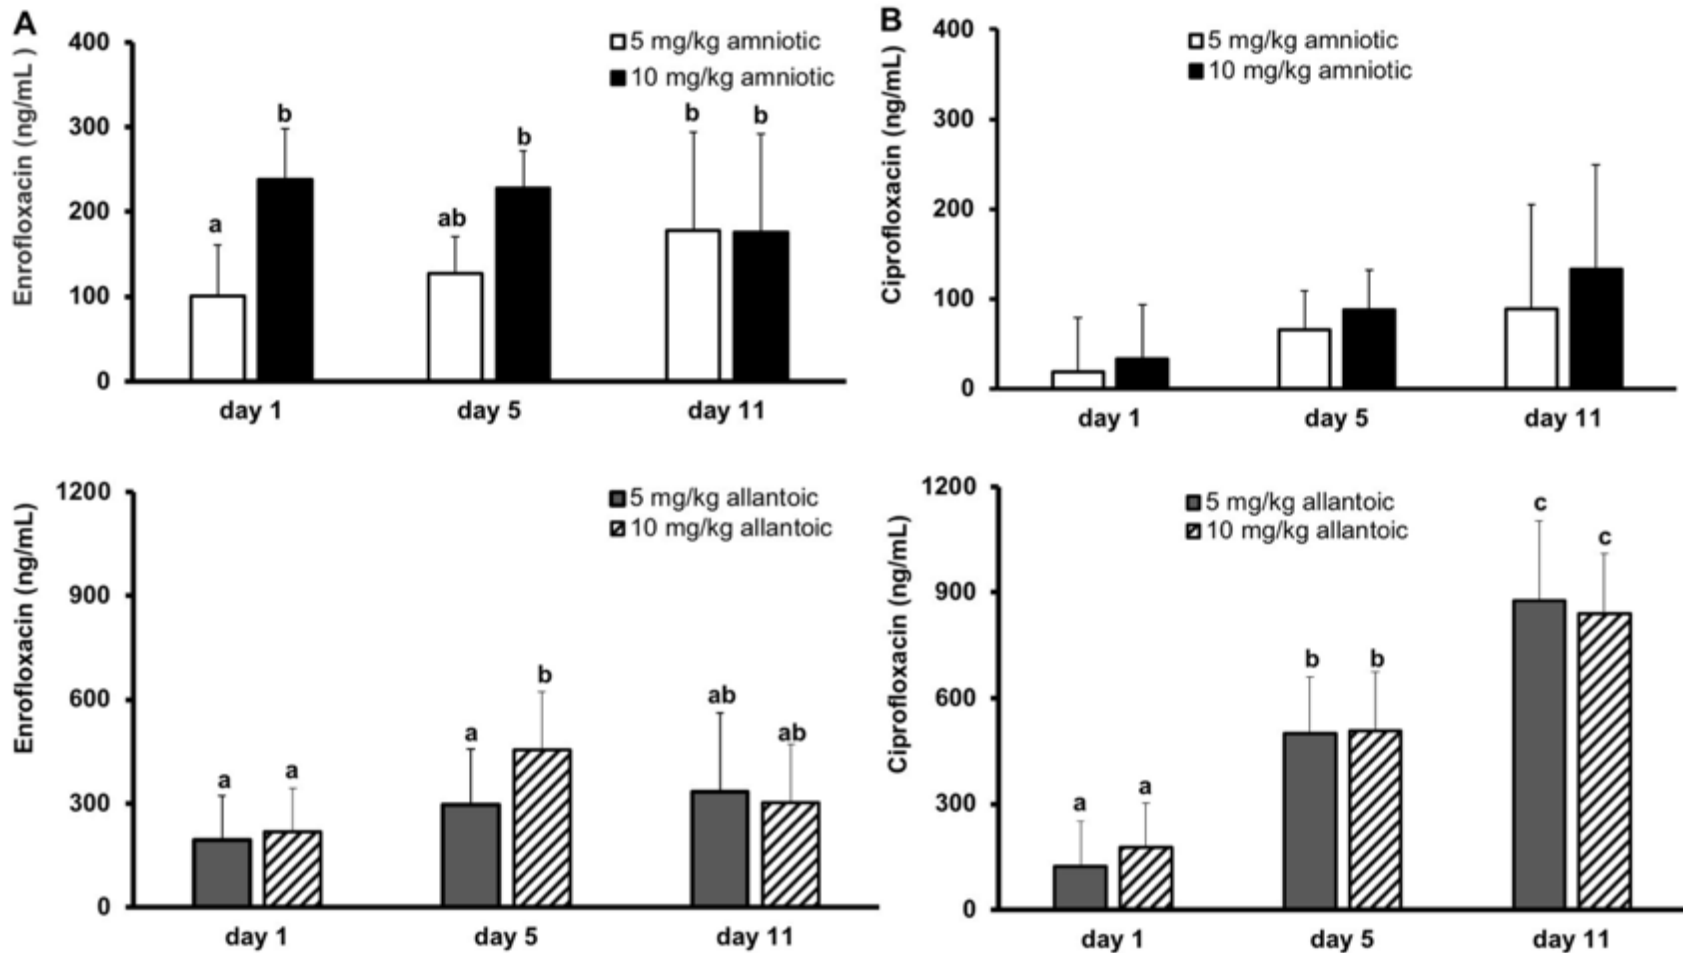 A
Enrofloxacin (ng/mL )
400
300
200
100
0
5 mg/kg amniotic
10 mg/kg amniotic
a
b
ab
b
b
b
day 1
day 5
day 11
B
Ciprofloxacin (ng/mL)
400
300
200
100
0
5 mg/kg amniotic
10 mg/kg amniotic
day 1
day 5
day 11
Enrofloxacin (ng/mL)
1200
900
600
300
0
5 mg/kg allantoic
10 mg/kg allantoic
a
a
a
b
ab
ab
day 1
day 5
day 11
Ciprofloxacin (ng/mL)
1200
900
600
300
0
5 mg/kg allantoic
10 mg/kg allantoic
a
a
b
b
c
c
day 1
day 5
day 11